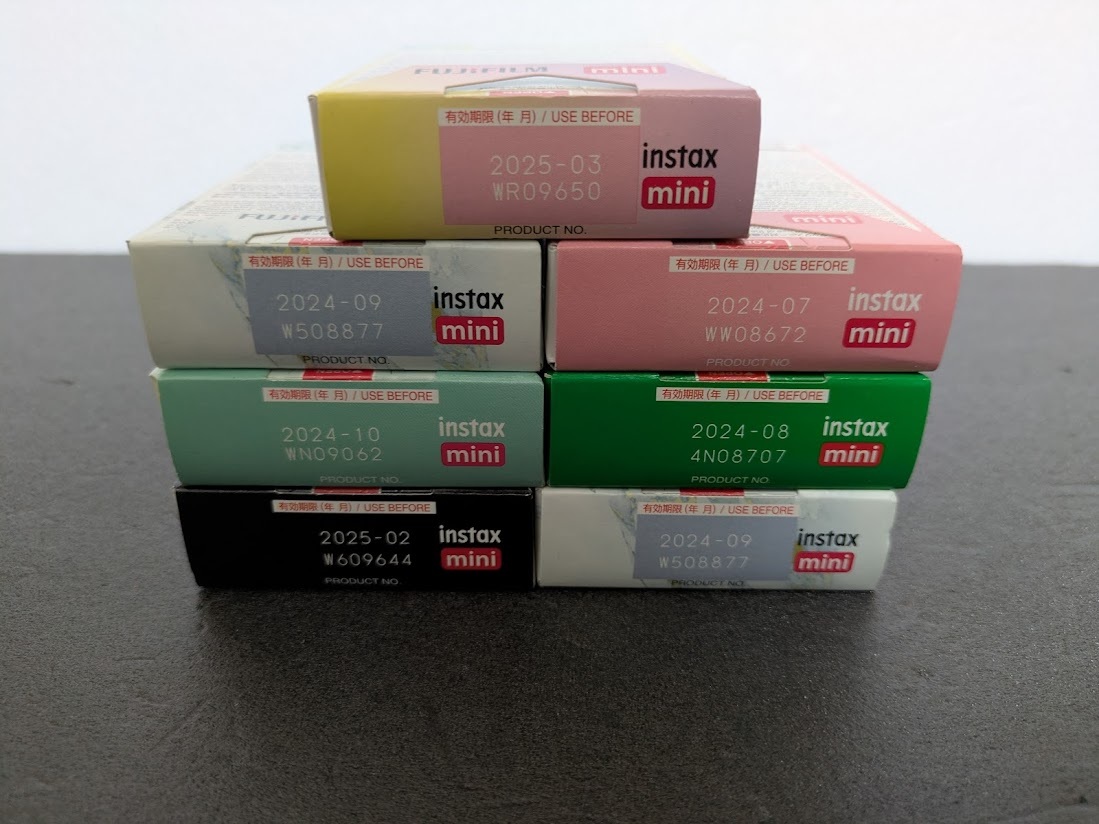 FUJIFILM mini
有効期限(年 月) / USE BEFORE
2025-03
WR09650
instax
mini
PRODUCT NO.
有効期限(年 月) / USE BEFORE
2024-09
W508877
instax
mini
PRODUCT NO.
mini
有効期限(年 月) / USE BEFORE
2024-07
WW08672
instax
mini
PRODUCT NO.
有効期限(年 月) / USE BEFORE
2024-10
WN09062
instax
mini
PRODUCT NO.
有効期限(年 月) / USE BEFORE
2024-08
4N08707
instax
mini
PRODUCT NO.
有効期限(年 月) / USE BEFORE
2025-02
W609644
instax
mini
PRODUCT NO.
有効期限(年 月) / USE BEFORE
2024-09
W508877
instax
mini
PRODUCT NO.